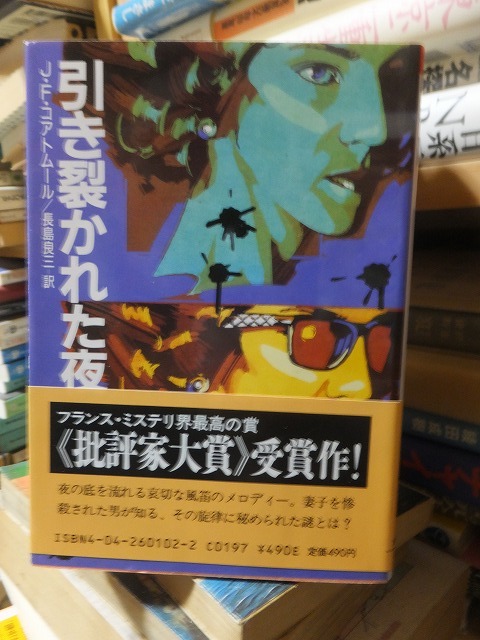 引き裂かれた夜
J・F・コアトムール／長島良三 訳
フランス・ミステリ界最高の賞
《批評家大賞》受賞作!
夜の底を流れる哀切な風笛のメロディー。妻子を惨
殺された男が知る、その旋律に秘められた謎とは?
ISBN4-04-260102-2 C0197 ¥490E 定価490円